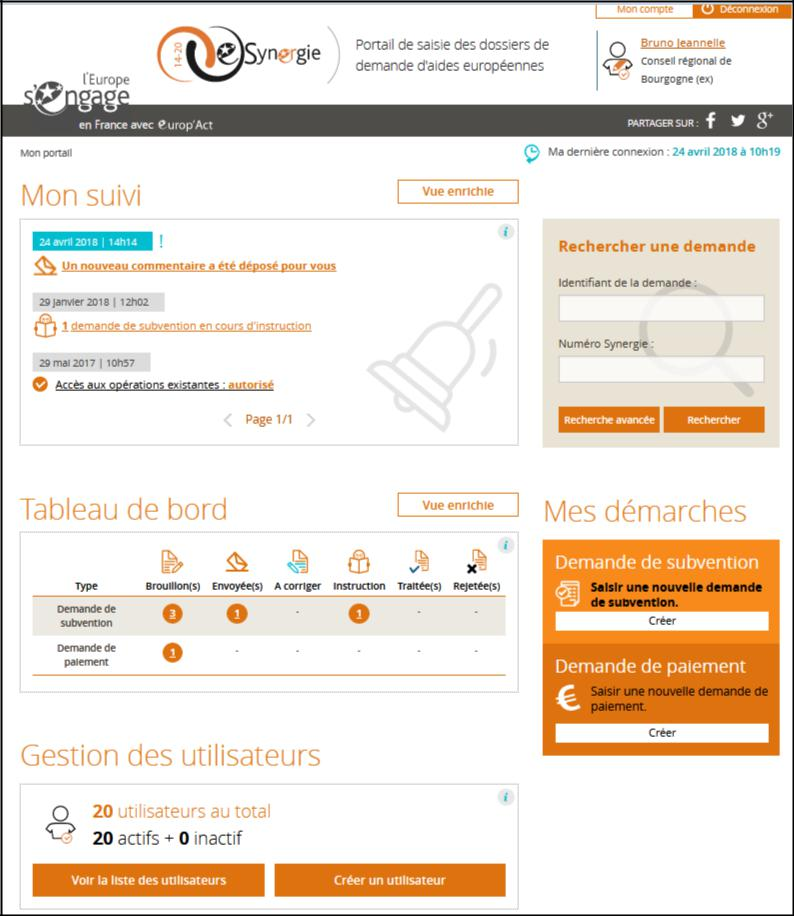 Mon compte
Déconnexion
14-20
eSynergie
Portail de saisie des dossiers de
demande d'aides européennes
Bruno Jeannelle
Conseil régional de
Bourgogne (ex)
l'Europe
s'engage
en France avec europ'Act
PARTAGER SUR :
Mon portail
Ma dernière connexion : 24 avril 2018 à 10h19
Mon suivi
Vue enrichie
24 avril 2018 | 14h14 !
Un nouveau commentaire a été déposé pour vous
29 janvier 2018 | 12h02
1 demande de subvention en cours d'instruction
29 mai 2017 | 10h57
Accès aux opérations existantes : autorisé
Page 1/1
Rechercher une demande
Identifiant de la demande :
Numéro Synergie :
Recherche avancée
Rechercher
Tableau de bord
Vue enrichie
Type Brouillon(s) Envoyée(s) A corriger Instruction Traitée(s) Rejetée(s)
Demande de
subvention
3 1 - 1 - -
Demande de
paiement
1 - - - - -
Mes démarches
Demande de subvention
Saisir une nouvelle demande
de subvention.
Créer
Demande de paiement
Saisir une nouvelle demande de
paiement.
Créer
Gestion des utilisateurs
20 utilisateurs au total
20 actifs + 0 inactif
Voir la liste des utilisateurs
Créer un utilisateur